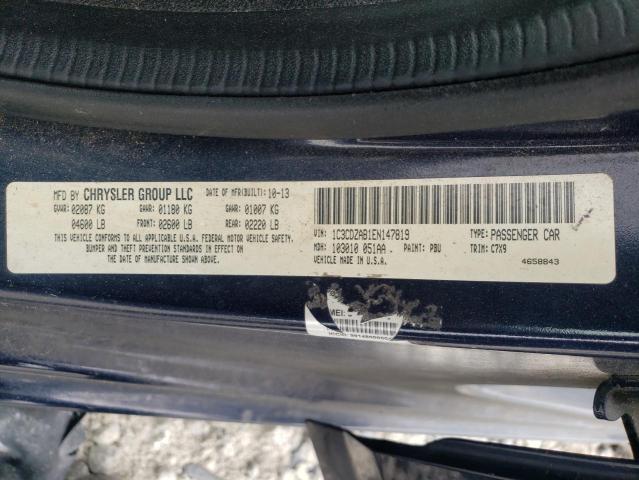 MFD BY CHRYSLER GROUP LLC DATE OF MFR(BUILT): 10-13
GVWR: 02087 KG GAWR: 01180 KG GAWR: 01007 KG
04600 LB FRONT: 02600 LB REAR: 02220 LB
THIS VEHICLE CONFORMS TO ALL APPLICABLE U.S.A. FEDERAL MOTOR VEHICLE SAFETY,
BUMPER AND THEFT PREVENTION STANDARDS IN EFFECT ON
THE DATE OF MANUFACTURE SHOWN ABOVE.
VIN: 1C3CDZAB1EN147819 TYPE: PASSENGER CAR
MDH: 103010 051AA PAINT: PBU TRIM: C7X9
VEHICLE MADE IN U.S.A. 4658843
MEI: